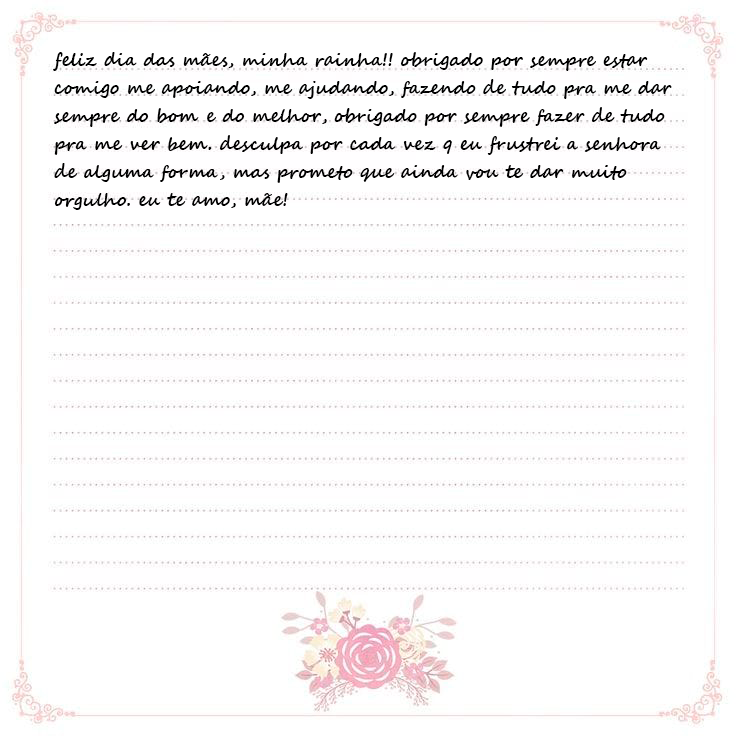 feliz dia das mães, minha rainha!! obrigado por sempre estar
comigo me apoiando, me ajudando, fazendo de tudo pra me dar
sempre do bom e do melhor, obrigado por sempre fazer de tudo
pra me ver bem. desculpa por cada vez q eu frustrei a senhora
de alguma forma, mas prometo que ainda vou te dar muito
orgulho. eu te amo, mãe!